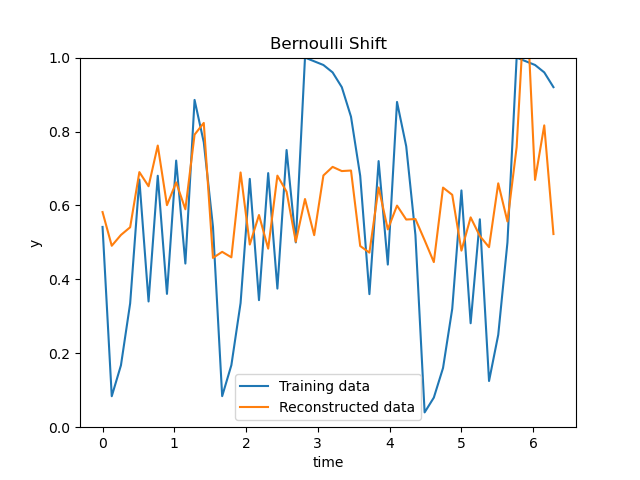 Bernoulli Shift
1.0
0.8
0.6
0.4
0.2
0.0
y
Training data
Reconstructed data
0 1 2 3 4 5 6
time